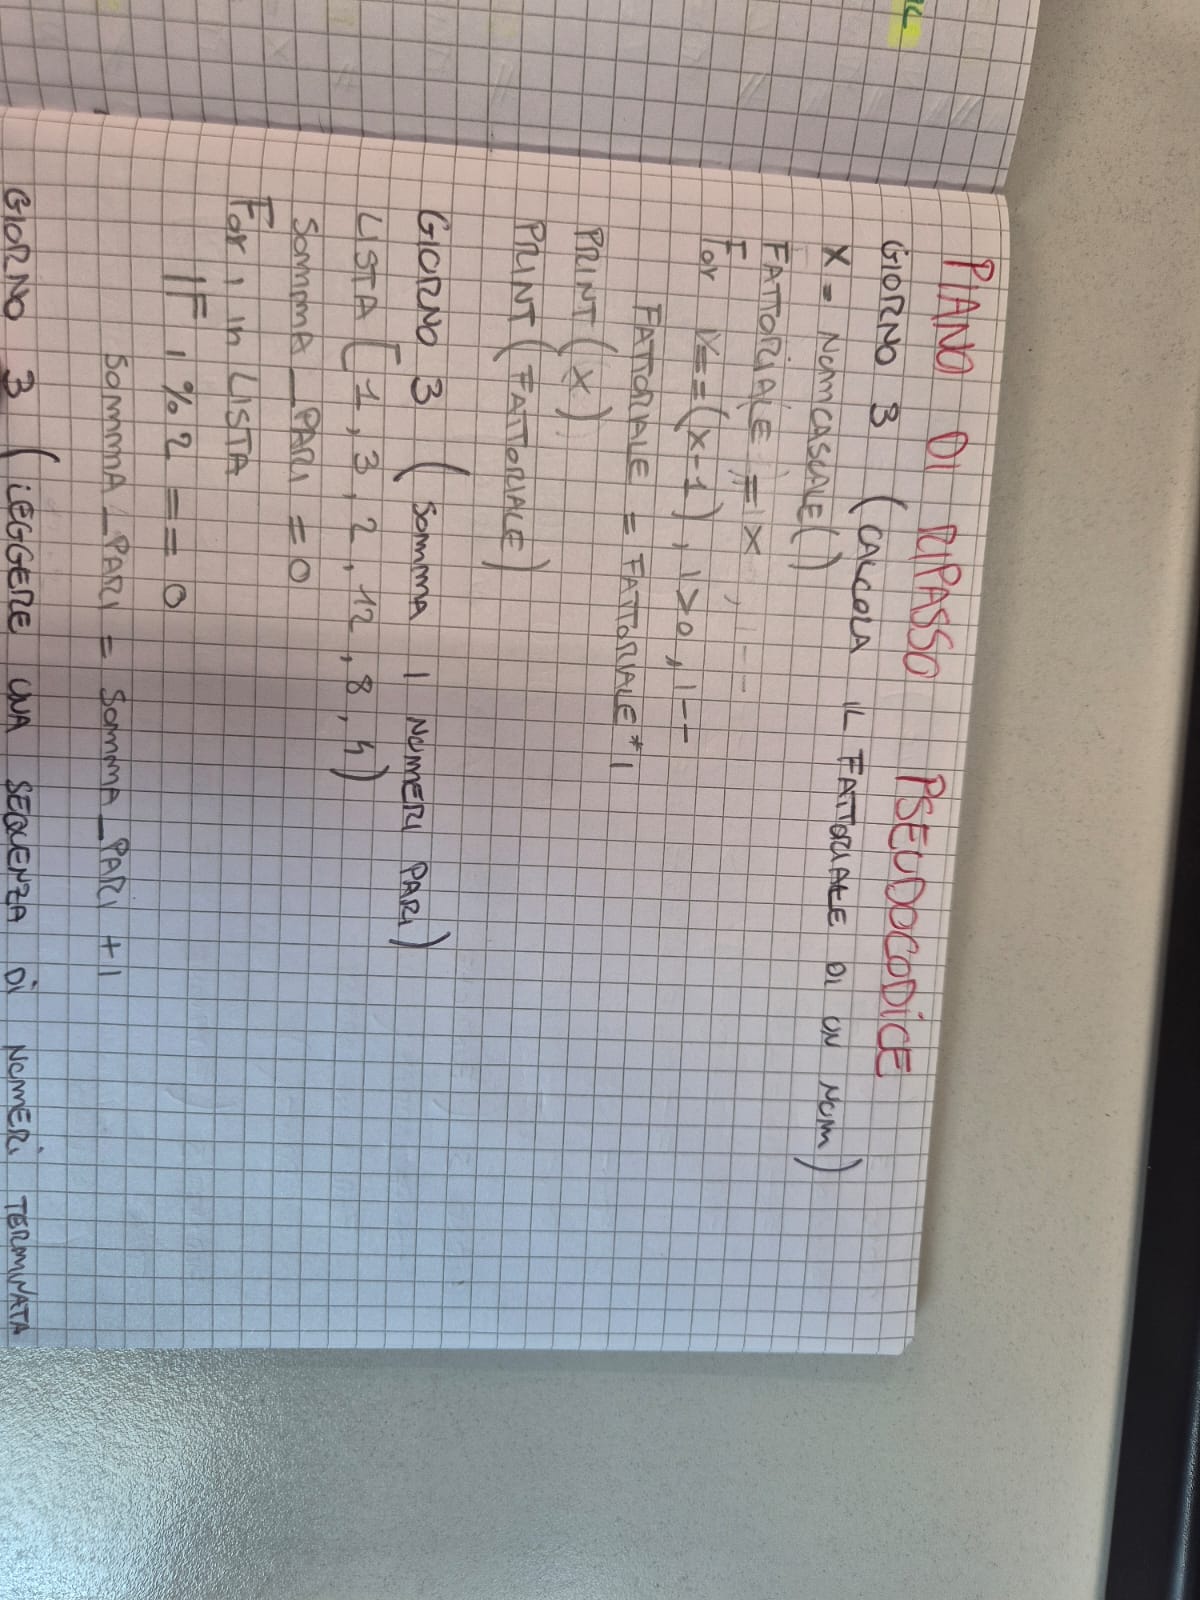 PIANO DI RIPASSO PSEUDOCODICE
GIORNO 3 (CALCOLA IL FATTORIALE DI UN NUM)
X = NUMCASUALE()
FATTORIALE = X
For i==(x-1), i>0, i--
FATTORIALE = FATTORIALE*i
PRINT (X)
PRINT (FATTORIALE)
GIORNO 3 (SOMMA I NUMERI PARI)
LISTA [1, 3, 2, 12, 8, 4)
SOMMA_PARI = 0
For i in LISTA
IF i % 2 == 0
SOMMA_PARI = SOMMA_PARI + 1
GIORNO 3 (LEGGERE UNA SEQUENZA DI NUMERI TERMINATA